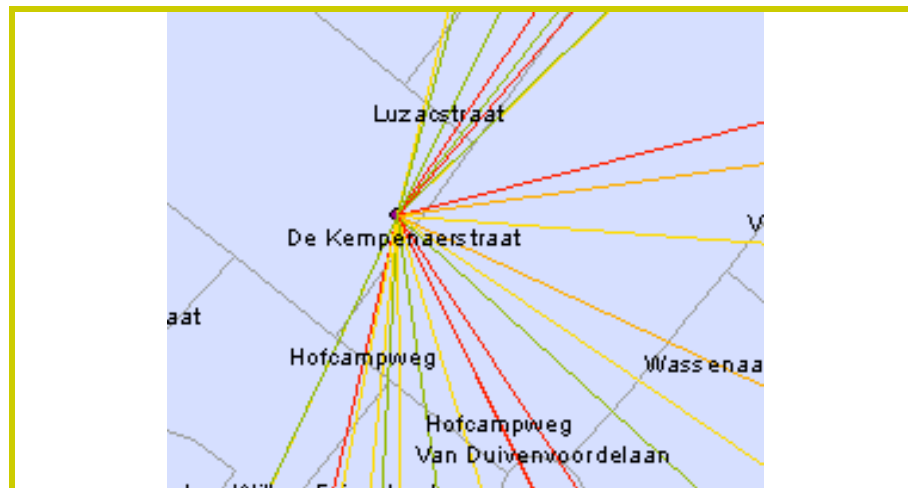 Luzacstraat
De Kempenaerstraat
V
aat
Hofcampweg
Wassenaa
Hofcampweg
Van Duivenvoordelaan